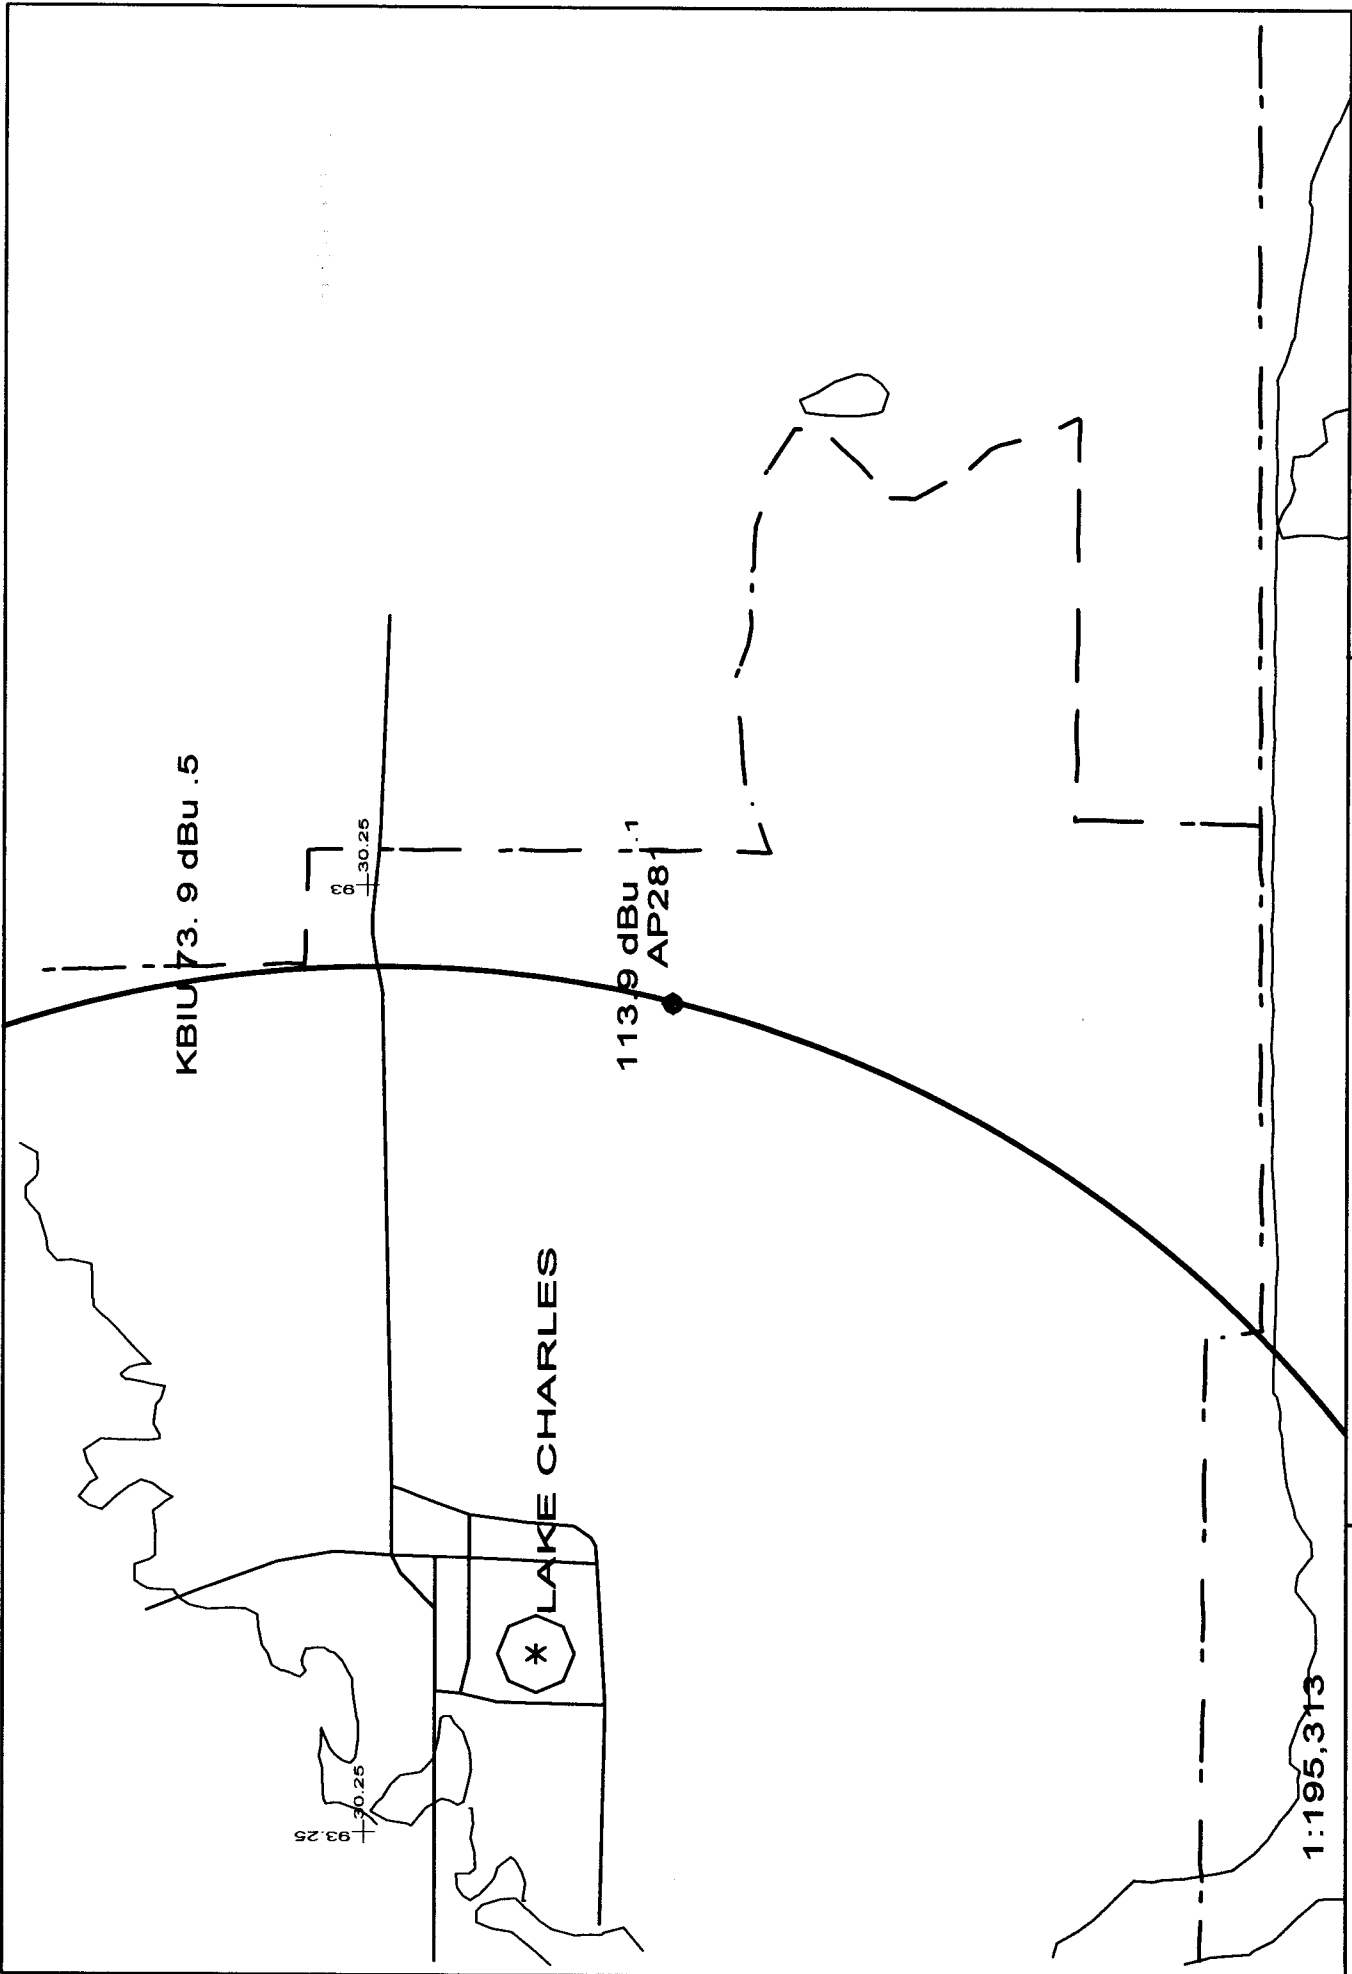 KBIU 73.9 dBu .5
93
30.25
113.9 dBu .1
AP281
LAKE CHARLES
93.25
30.25
1:195,313